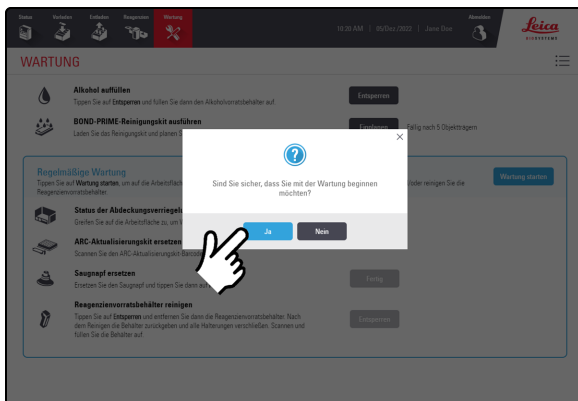 Status
Vorladen
Entladen
Reagenzien
Wartung
10:26 AM | 05/Dez./2022 | Jane Doe
Abmelden
Leica
BIOSYSTEMS
WARTUNG
Alkohol auffüllen
Tippen Sie auf Entsperren und füllen Sie dann den Alkoholvorratsbehälter auf.
Entsperren
BOND-PRIME-Reinigungskit ausführen
Laden Sie das Reinigungskit und planen S
Fällig nach 5 Objektträgern
Sind Sie sicher, dass Sie mit der Wartung beginnen
möchten?
Ja
Nein
Regelmäßige Wartung
Tippen Sie auf Wartung starten, um auf die Arbeitsfläch
oder reinigen Sie die
Reagenzienvorratsbehälter.
Wartung starten
Status der Abdeckungsverriegelu
Greifen Sie auf die Arbeitsfläche zu, um
ARC-Aktualisierungskit ersetzen
Scannen Sie den ARC-Aktualisierungskit-Barcode
Saugnapf ersetzen
Ersetzen Sie den Saugnapf und tippen Sie dann auf
Fertig
Reagenzienvorratsbehälter reinigen
Tippen Sie auf Entsperren und entfernen Sie dann die Reagenzienvorratsbehälter. Nach
dem Reinigen die Behälter zurückgeben und alle Halterungen verschließen. Scannen und
füllen Sie die Behälter auf.
Entsperren